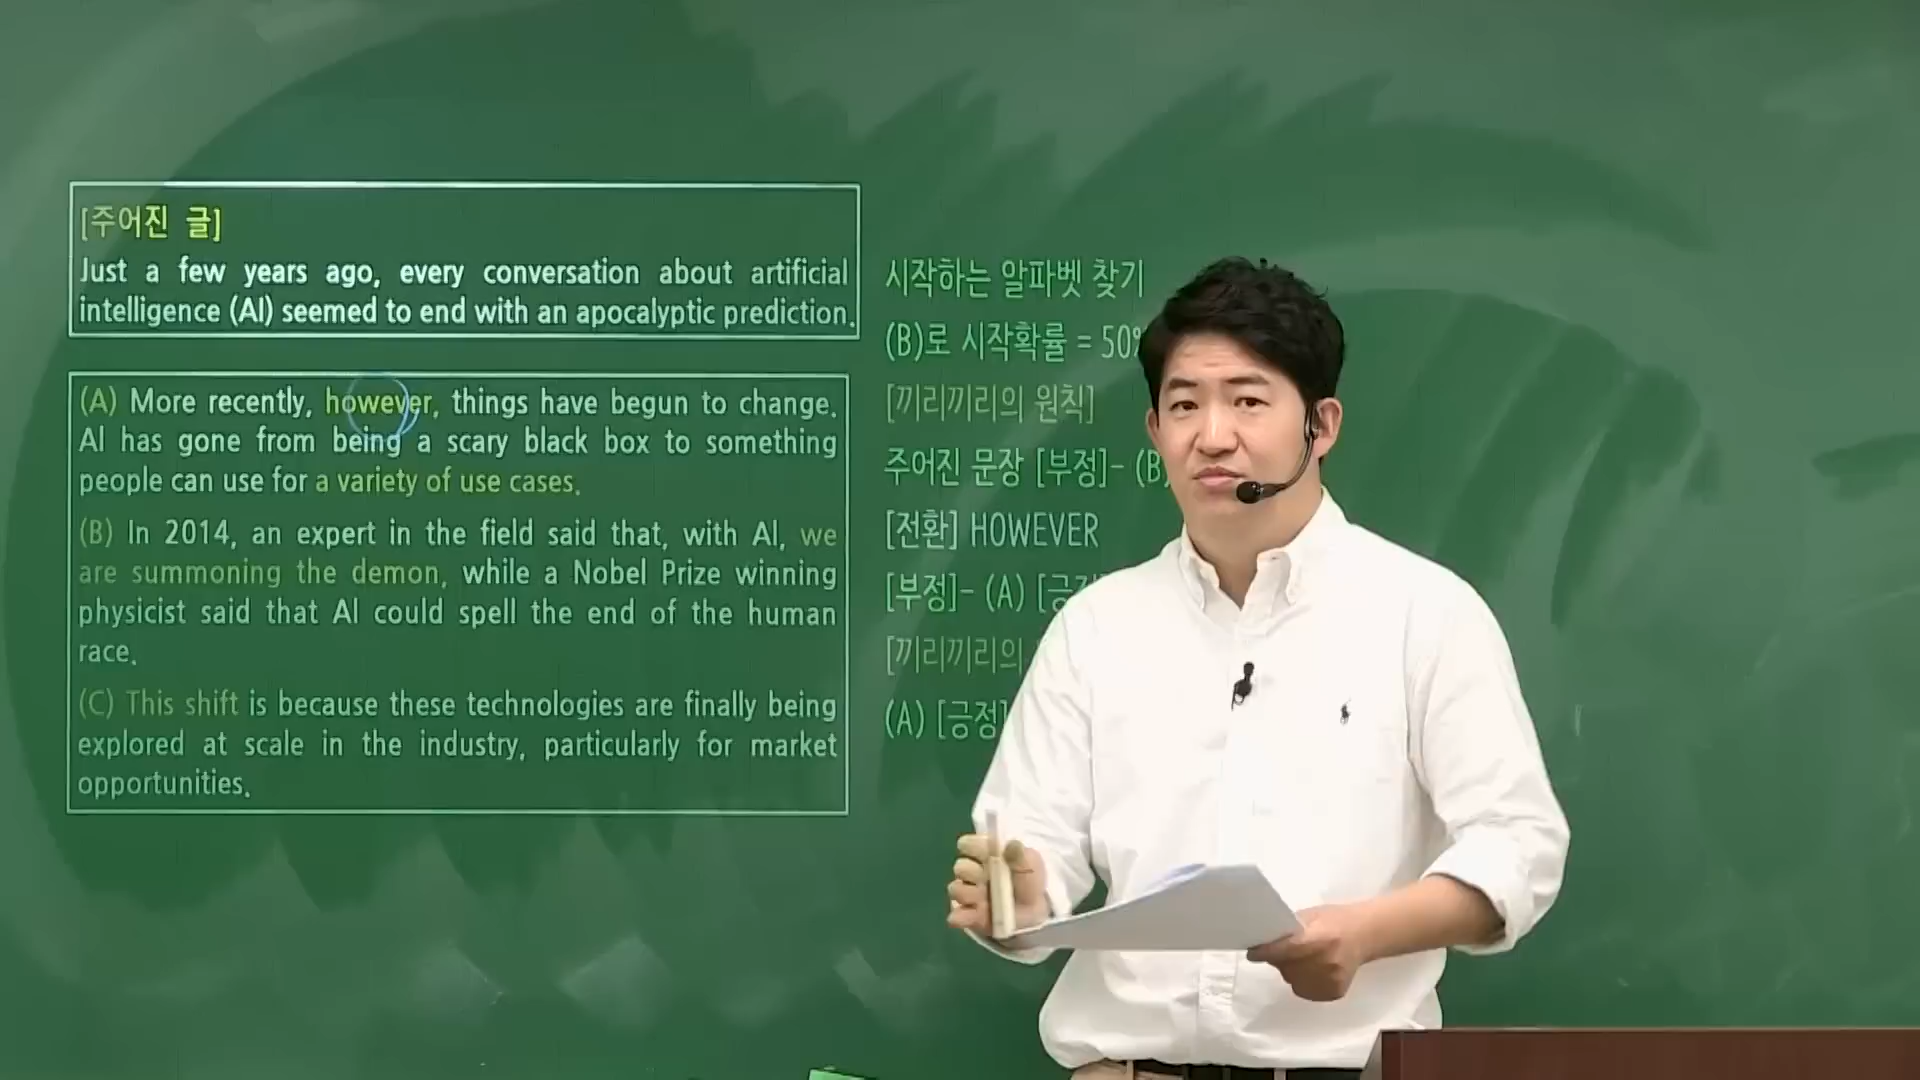 [주어진 글]
Just a few years ago, every conversation about artificial
intelligence (AI) seemed to end with an apocalyptic prediction.
(A) More recently, however, things have begun to change.
AI has gone from being a scary black box to something
people can use for a variety of use cases.
(B) In 2014, an expert in the field said that, with AI, we
are summoning the demon, while a Nobel Prize winning
physicist said that AI could spell the end of the human
race.
(C) This shift is because these technologies are finally being
explored at scale in the industry, particularly for market
opportunities.
시작하는 알파벳 찾기
(B)로 시작확률 = 50%
[끼리끼리의 원칙]
주어진 문장 [부정]- (B)
[전환] HOWEVER
[부정]- (A) [긍정
[끼리끼리의
(A) [긍정]